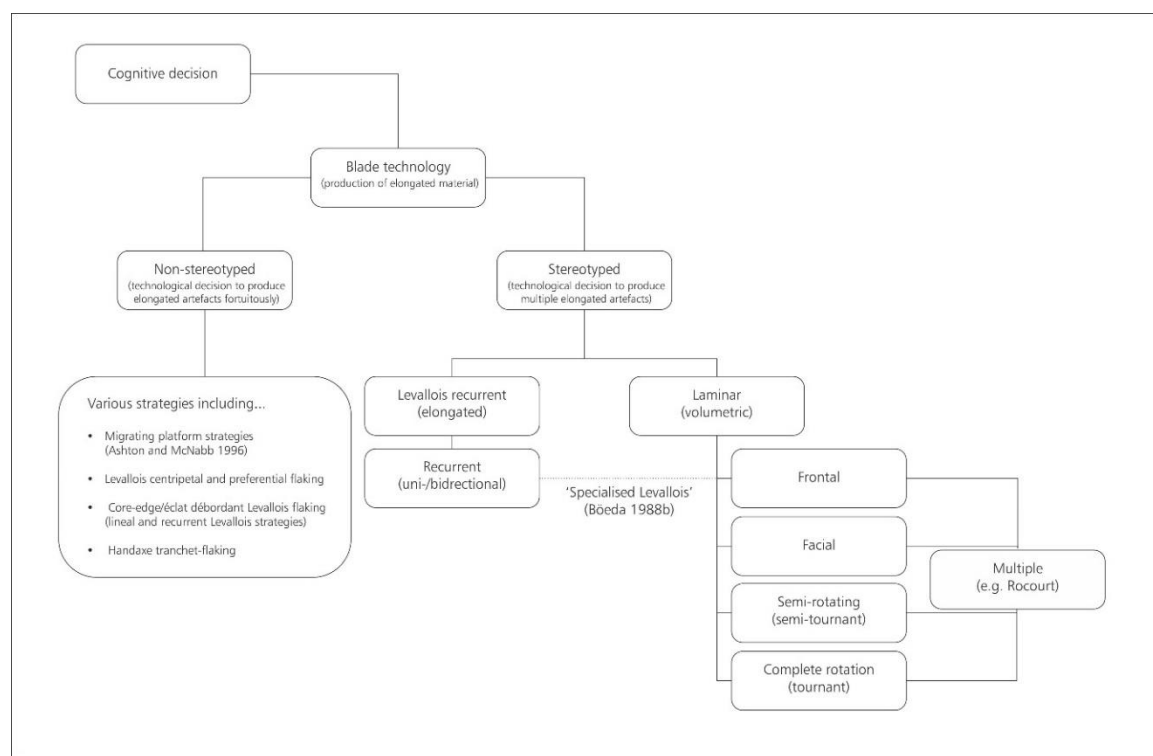 Cognitive decision
Blade technology
(production of elongated material)
Non-stereotyped
(technological decision to produce
elongated artefacts fortuitously)
Stereotyped
(technological decision to produce
multiple elongated artefacts)
Various strategies including...
• Migrating platform strategies
(Ashton and McNabb 1996)
• Levallois centripetal and preferential flaking
• Core-edge/éclat débordant Levallois flaking
(lineal and recurrent Levallois strategies)
• Handaxe tranchet-flaking
Levallois recurrent
(elongated)
Laminar
(volumetric)
Recurrent
(uni-/bidrectional)
‘Specialised Levallois’
(Böeda 1988b)
Frontal
Facial
Semi-rotating
(semi-tournant)
Complete rotation
(tournant)
Multiple
(e.g. Rocourt)